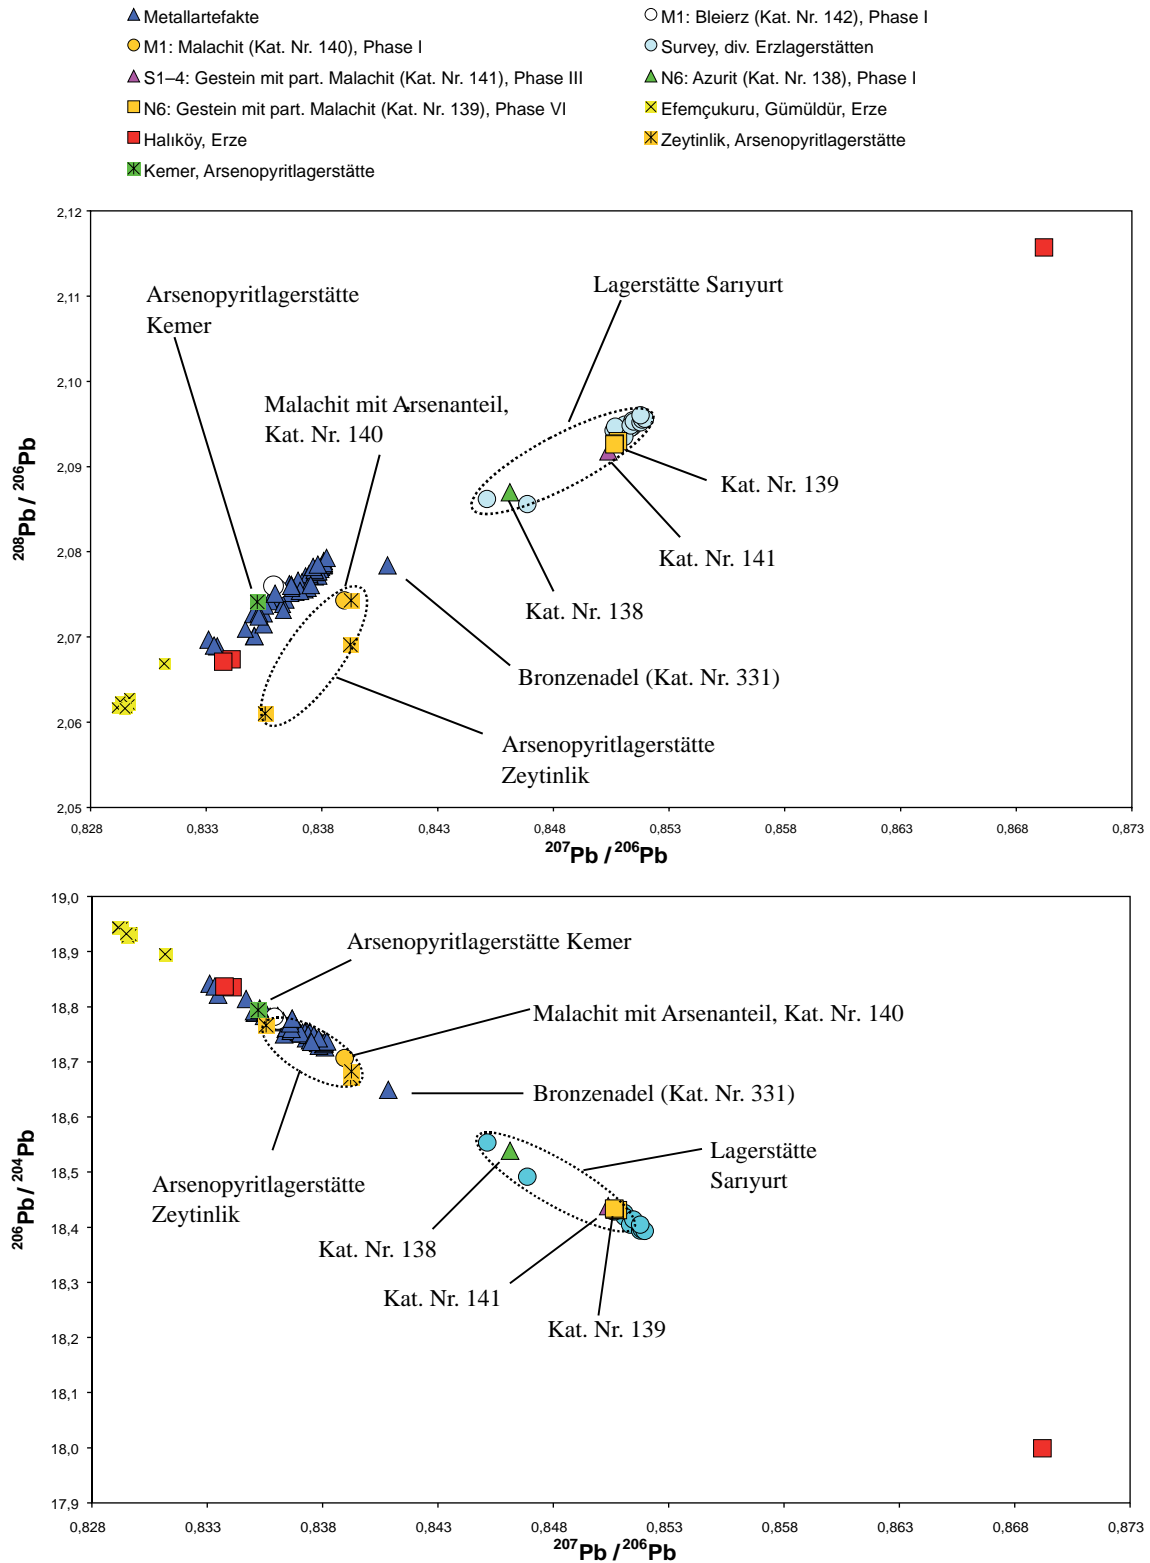 Metallartefakte
M1: Bleierz (Kat. Nr. 142), Phase I
M1: Malachit (Kat. Nr. 140), Phase I
Survey, div. Erzlagerstätten
S1–4: Gestein mit part. Malachit (Kat. Nr. 141), Phase III
N6: Azurit (Kat. Nr. 138), Phase I
N6: Gestein mit part. Malachit (Kat. Nr. 139), Phase VI
Efemçukuru, Gümüldür, Erze
Halıköy, Erze
Zeytinlik, Arsenopyritlagerstätte
Kemer, Arsenopyritlagerstätte
2,12
2,11
2,10
2,09
2,08
2,07
2,06
2,05
208Pb / 206Pb
Arsenopyritlagerstätte
Kemer
Lagerstätte Sarıyurt
Malachit mit Arsenanteil,
Kat. Nr. 140
Kat. Nr. 139
Kat. Nr. 141
Kat. Nr. 138
Bronzenadel (Kat. Nr. 331)
Arsenopyritlagerstätte
Zeytinlik
0,828 0,833 0,838 0,843 0,848 0,853 0,858 0,863 0,868 0,873
207Pb / 206Pb
19,0
18,9
18,8
18,7
18,6
18,5
18,4
18,3
18,2
18,1
18,0
17,9
206Pb / 204Pb
Arsenopyritlagerstätte Kemer
Malachit mit Arsenanteil, Kat. Nr. 140
Bronzenadel (Kat. Nr. 331)
Lagerstätte
Sarıyurt
Arsenopyritlagerstätte
Zeytinlik
Kat. Nr. 138
Kat. Nr. 141
Kat. Nr. 139
0,828 0,833 0,838 0,843 0,848 0,853 0,858 0,863 0,868 0,873
207Pb / 206Pb